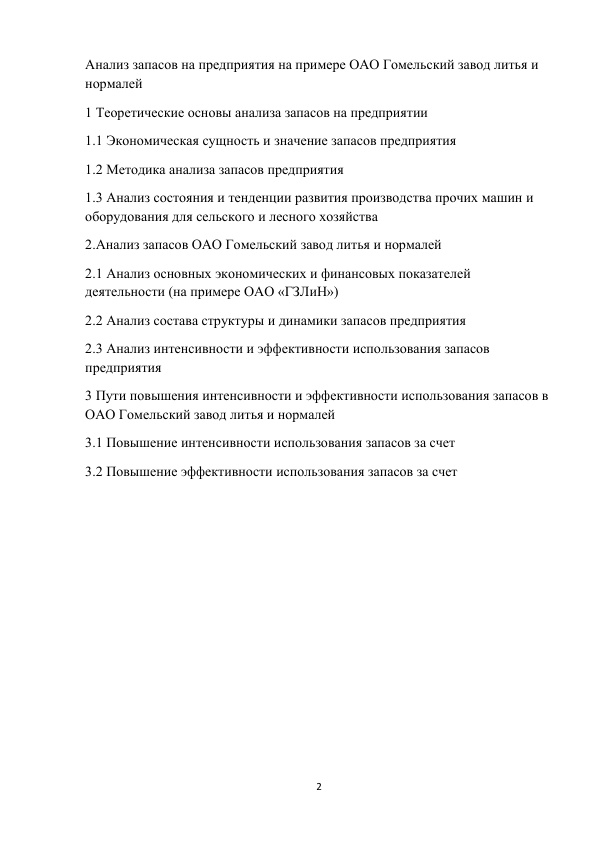 Анализ запасов на предприятия на примере ОАО Гомельский завод литья и
нормалей
1 Теоретические основы анализа запасов на предприятии
1.1 Экономическая сущность и значение запасов предприятия
1.2 Методика анализа запасов предприятия
1.3 Анализ состояния и тенденции развития производства прочих машин и
оборудования для сельского и лесного хозяйства
2.Анализ запасов ОАО Гомельский завод литья и нормалей
2.1 Анализ основных экономических и финансовых показателей
деятельности (на примере ОАО «ГЗЛиН»)
2.2 Анализ состава структуры и динамики запасов предприятия
2.3 Анализ интенсивности и эффективности использования запасов
предприятия
3 Пути повышения интенсивности и эффективности использования запасов в
ОАО Гомельский завод литья и нормалей
3.1 Повышение интенсивности использования запасов за счет
3.2 Повышение эффективности использования запасов за счет
2